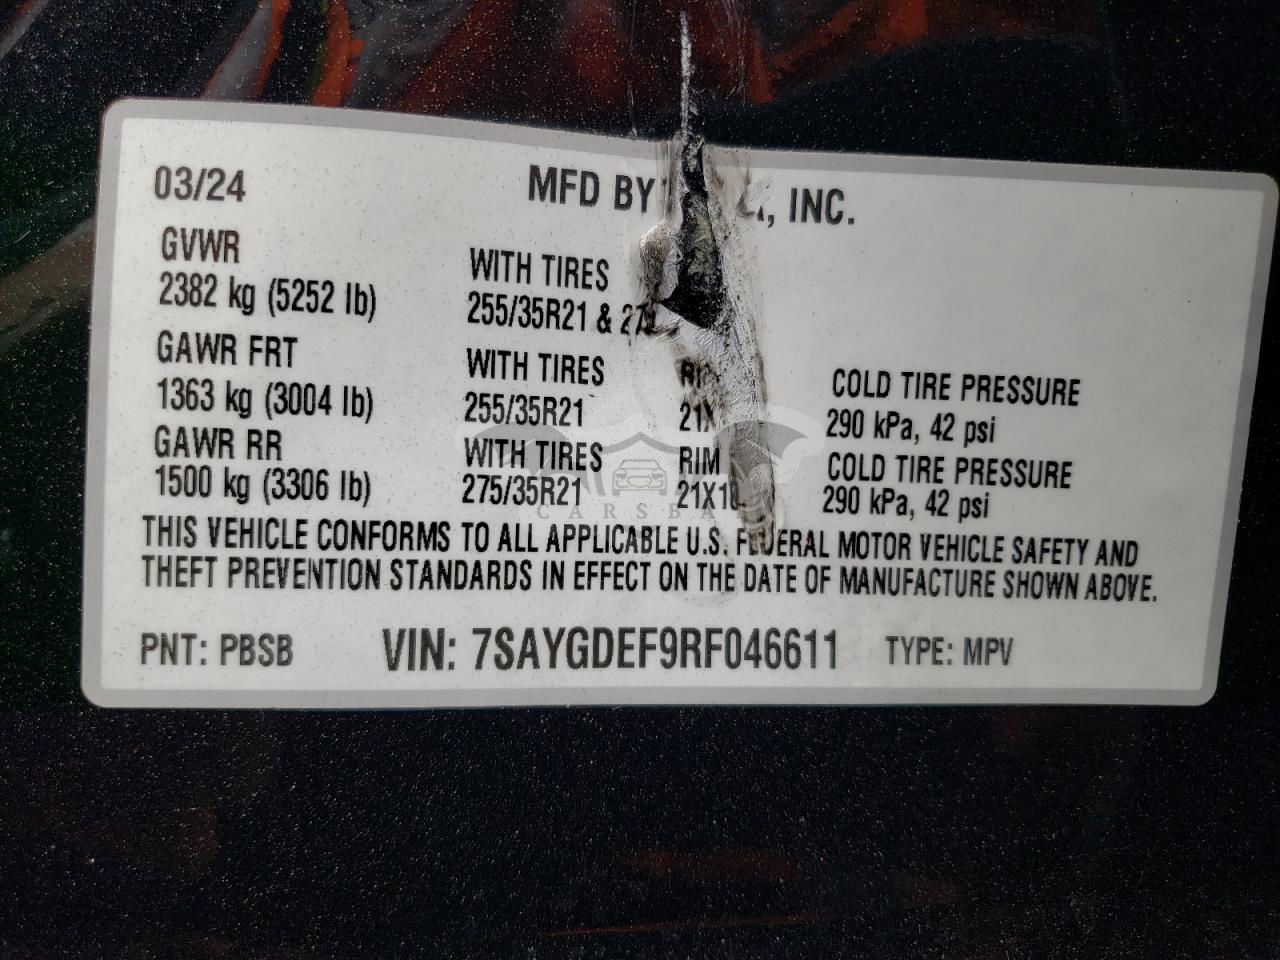 03/24 MFD BY INC.
GVWR
2382 kg (5252 lb)
WITH TIRES
255/35R21 &
GAWR FRT
1363 kg (3004 lb)
WITH TIRES
255/35R21
COLD TIRE PRESSURE
290 kPa, 42 psi
GAWR RR
1500 kg (3306 lb)
WITH TIRES
275/35R21
RIM
COLD TIRE PRESSURE
290 kPa, 42 psi
THIS VEHICLE CONFORMS TO ALL APPLICABLE U.S. FEDERAL MOTOR VEHICLE SAFETY AND
THEFT PREVENTION STANDARDS IN EFFECT ON THE DATE OF MANUFACTURE SHOWN ABOVE.
PNT: PBSB VIN: 7SAYGDEF9RF046611 TYPE: MPV